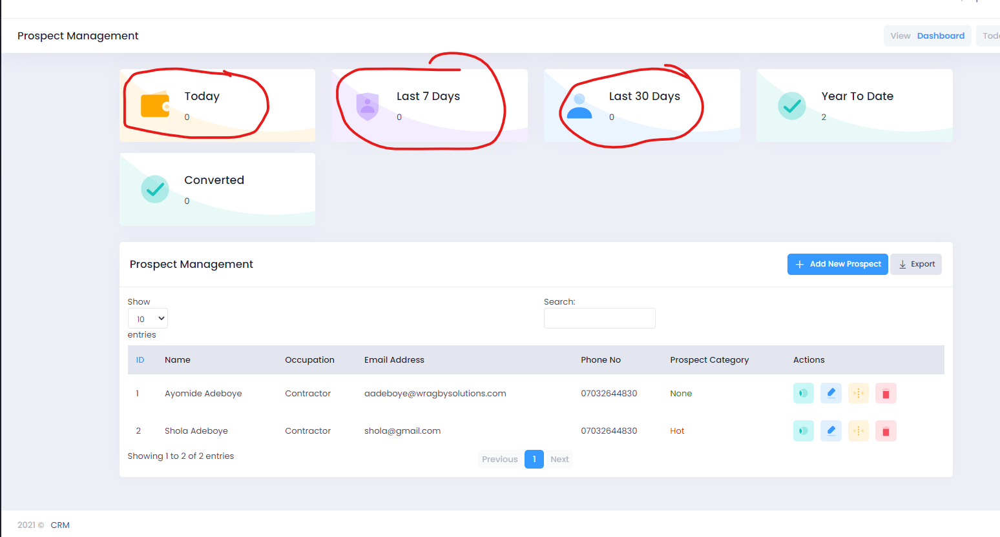 Prospect Management
View Dashboard
Today
0
Last 7 Days
0
Last 30 Days
0
Year To Date
2
Converted
0
Prospect Management
Add New Prospect
Export
Show
10
entries
Search:
ID Name Occupation Email Address Phone No Prospect Category Actions
1 Ayomide Adeboye Contractor aadeboye@wragbysolutions.com 07032644830 None
2 Shola Adeboye Contractor shola@gmail.com 07032644830 Hot
Showing 1 to 2 of 2 entries
Previous 1 Next
2021 © CRM